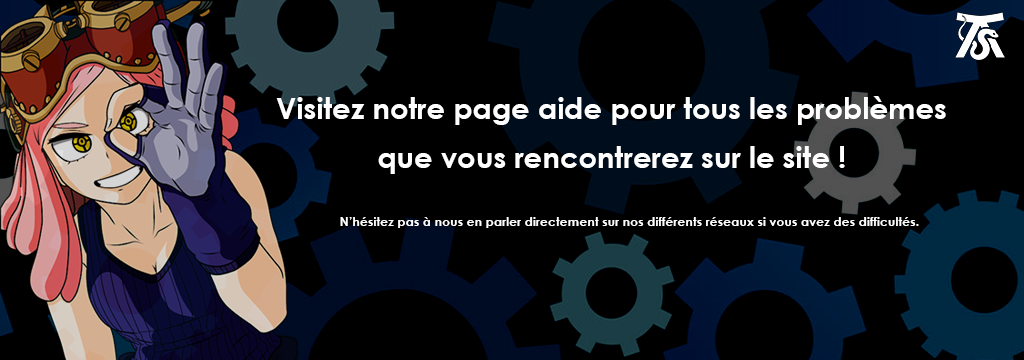 Visitez notre page aide pour tous les problèmes
que vous rencontrerez sur le site !
N'hésitez pas à nous en parler directement sur nos différents réseaux si vous avez des difficultés.